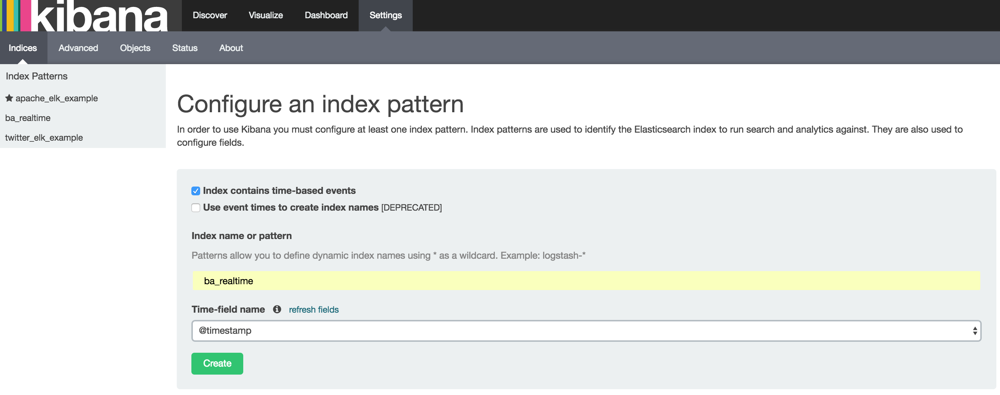 kibana
Discover Visualize Dashboard Settings
Indices Advanced Objects Status About
Index Patterns
apache_elk_example
ba_realtime
twitter_elk_example
Configure an index pattern
In order to use Kibana you must configure at least one index pattern. Index patterns are used to identify the Elasticsearch index to run search and analytics against. They are also used to
configure fields.
Index contains time-based events
Use event times to create index names [DEPRECATED]
Index name or pattern
Patterns allow you to define dynamic index names using * as a wildcard. Example: logstash-*
ba_realtime
Time-field name refresh fields
@timestamp
Create